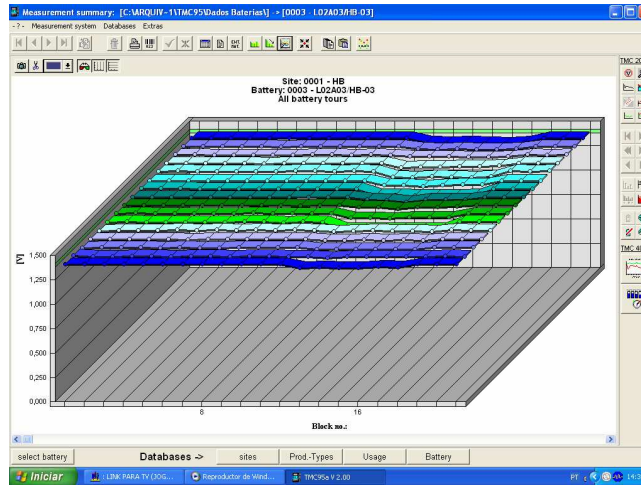 Measurement summary: [C:\ARQUIV~1\TMC95\Dados Baterias\] -> [0003 - L02A03/HB-03]
- ? - Measurement system Databases Extras
TMC 20
Site: 0001 - HB
Battery: 0003 - L02A03/HB-03
All battery tours
[V]
1,500
1,250
1,000
0,750
0,500
0,250
0,000
8 16
Block no.:
select battery Databases -> sites Prod.-Types Usage Battery
Iniciar LINK PARA TV (JOG... Reproductor de Wind... TMC95a V 2.00 PT